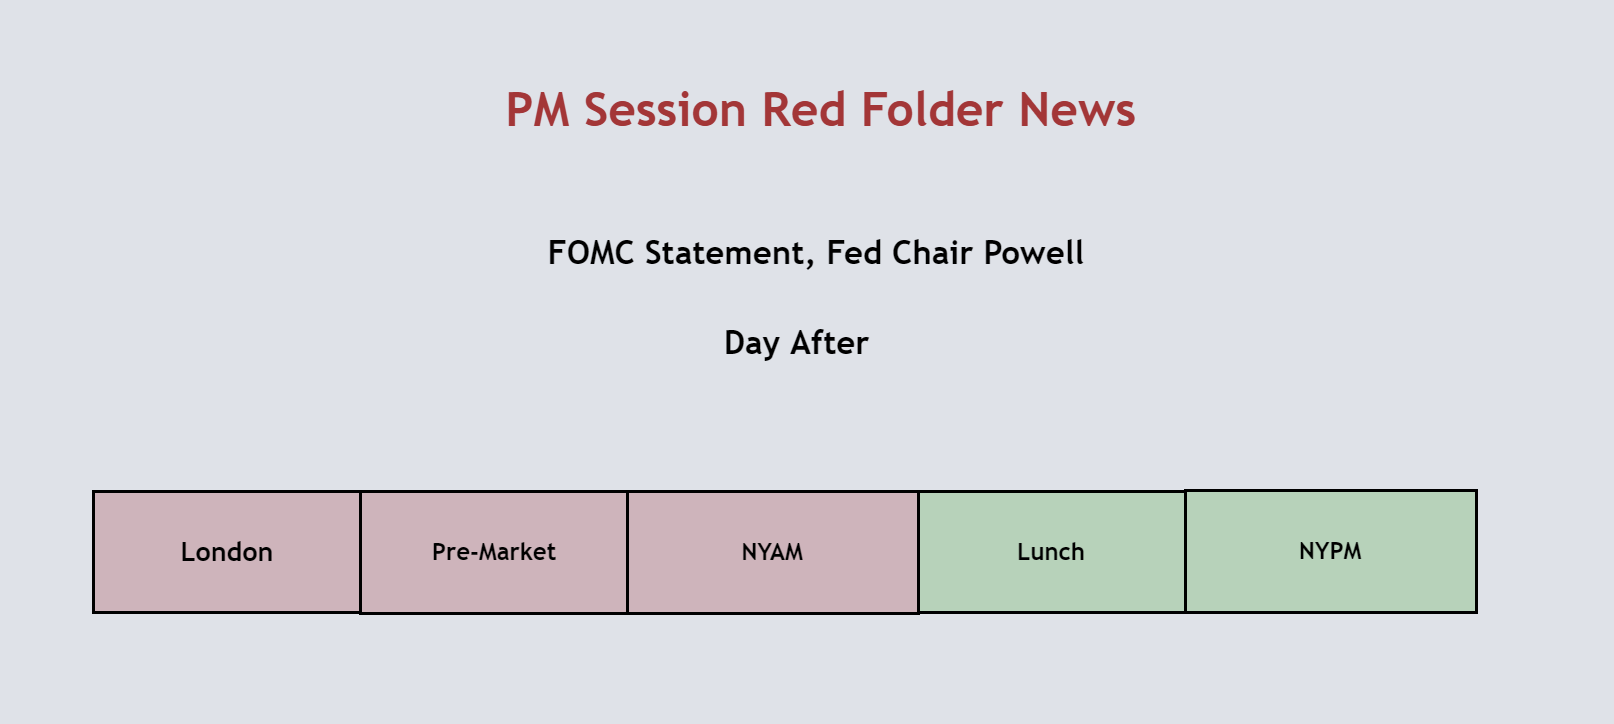 PM Session Red Folder News
FOMC Statement, Fed Chair Powell
Day After
London Pre-Market NYAM Lunch NYPM